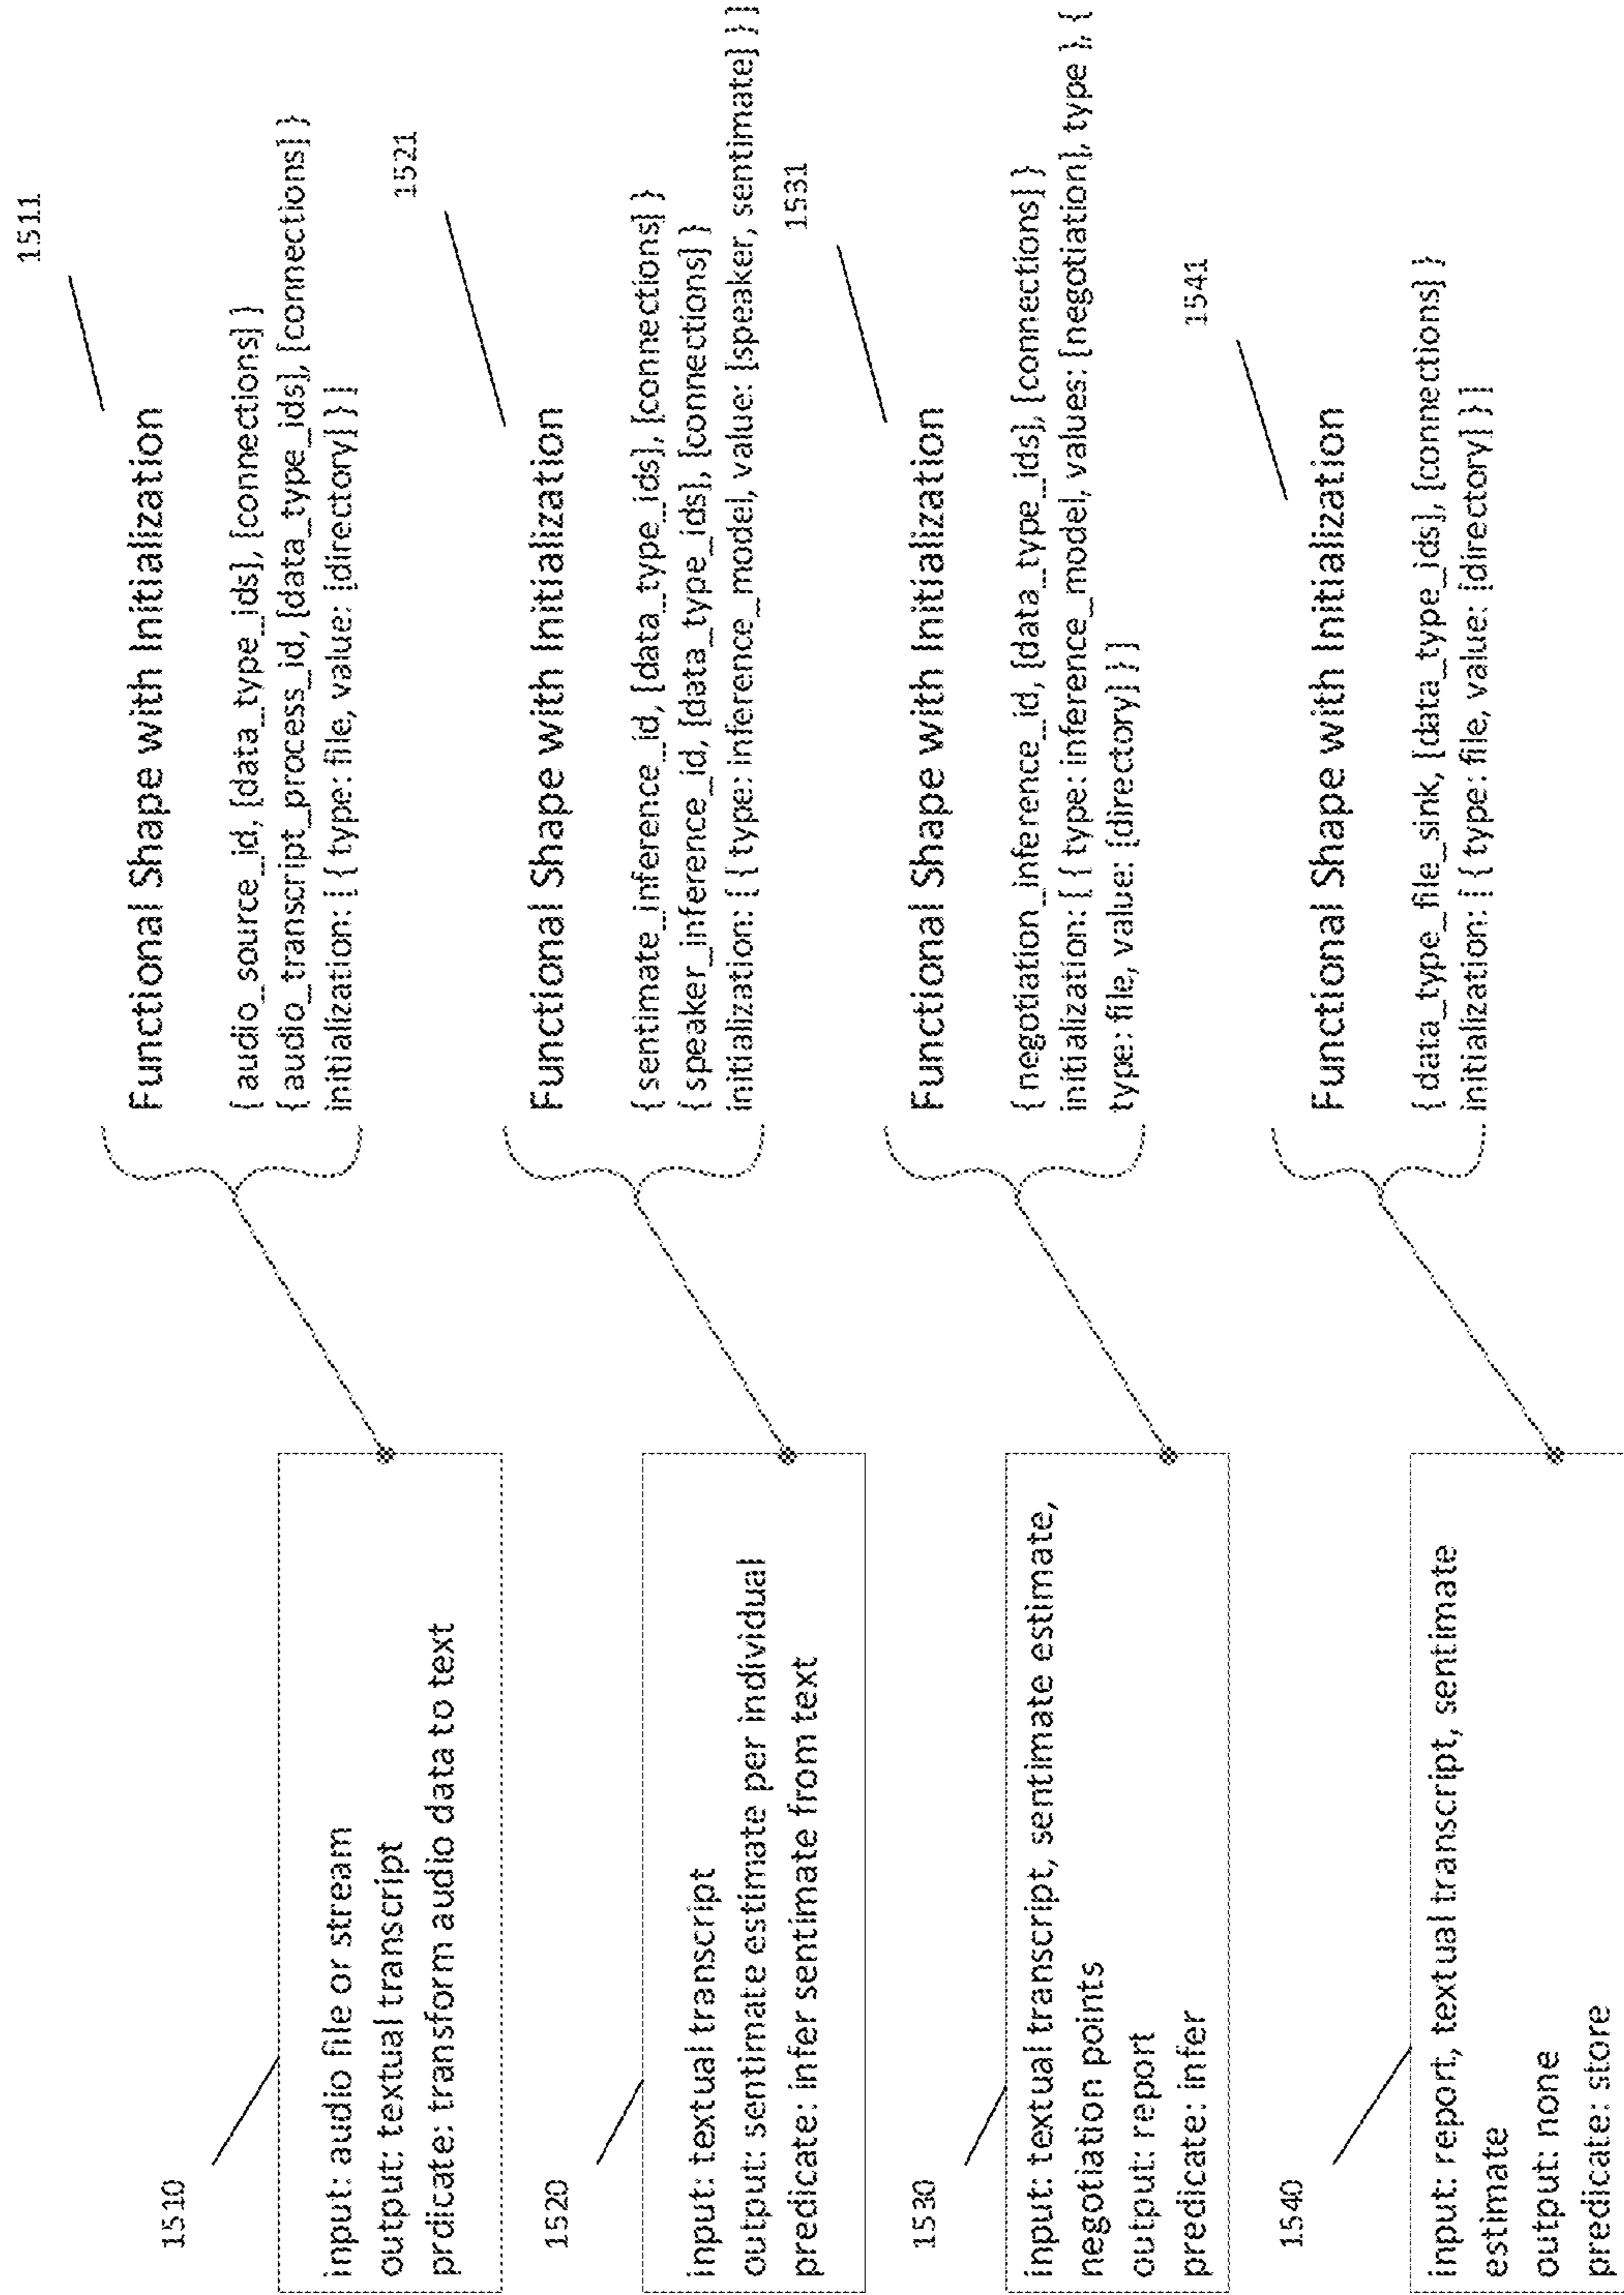 1510
input: audio file or stream
output: textual transcript
prdicate: transform audio data to text
1511
Functional Shape with Initialization
{ audio_source_id, [data_type_ids], [connections] }
{ audio_transcript_process_id, [data_type_ids], [connections] }
initialization: [ { type: file, value: [directory] } ]
1520
input: textual transcript
output: sentimate estimate per individual
predicate: infer sentimate from text
1521
Functional Shape with Initialization
{ sentimate_inference_id, [data_type_ids], [connections] }
{ speaker_inference_id, [data_type_ids], [connections] }
initialization: [ { type: inference_model, value: [speaker, sentimate] } ]
1530
input: textual transcript, sentimate estimate,
negotiation points
output: report
predicate: infer
1531
Functional Shape with Initialization
{ negotiation_inference_id, [data_type_ids], [connections] }
initialization: [ { type: inference_model, values: [negotiation], type }, {
type: file, value: [directory] } ]
1540
input: report, textual transcript, sentimate
estimate
output: none
predicate: store
1541
Functional Shape with Initialization
{ data_type_file_sink, [data_type_ids], [connections] }
initialization: [ { type: file, value: [directory] } ]